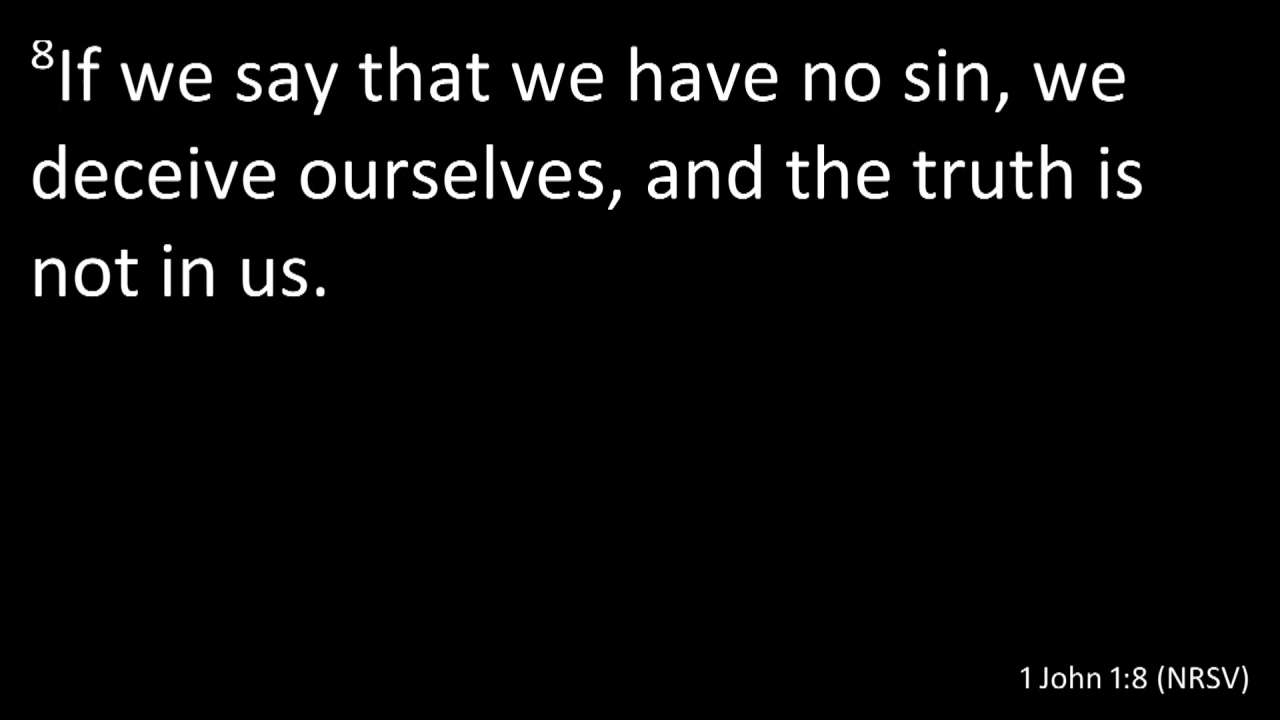 ⁸If we say that we have no sin, we
deceive ourselves, and the truth is
not in us.
1 John 1:8 (NRSV)